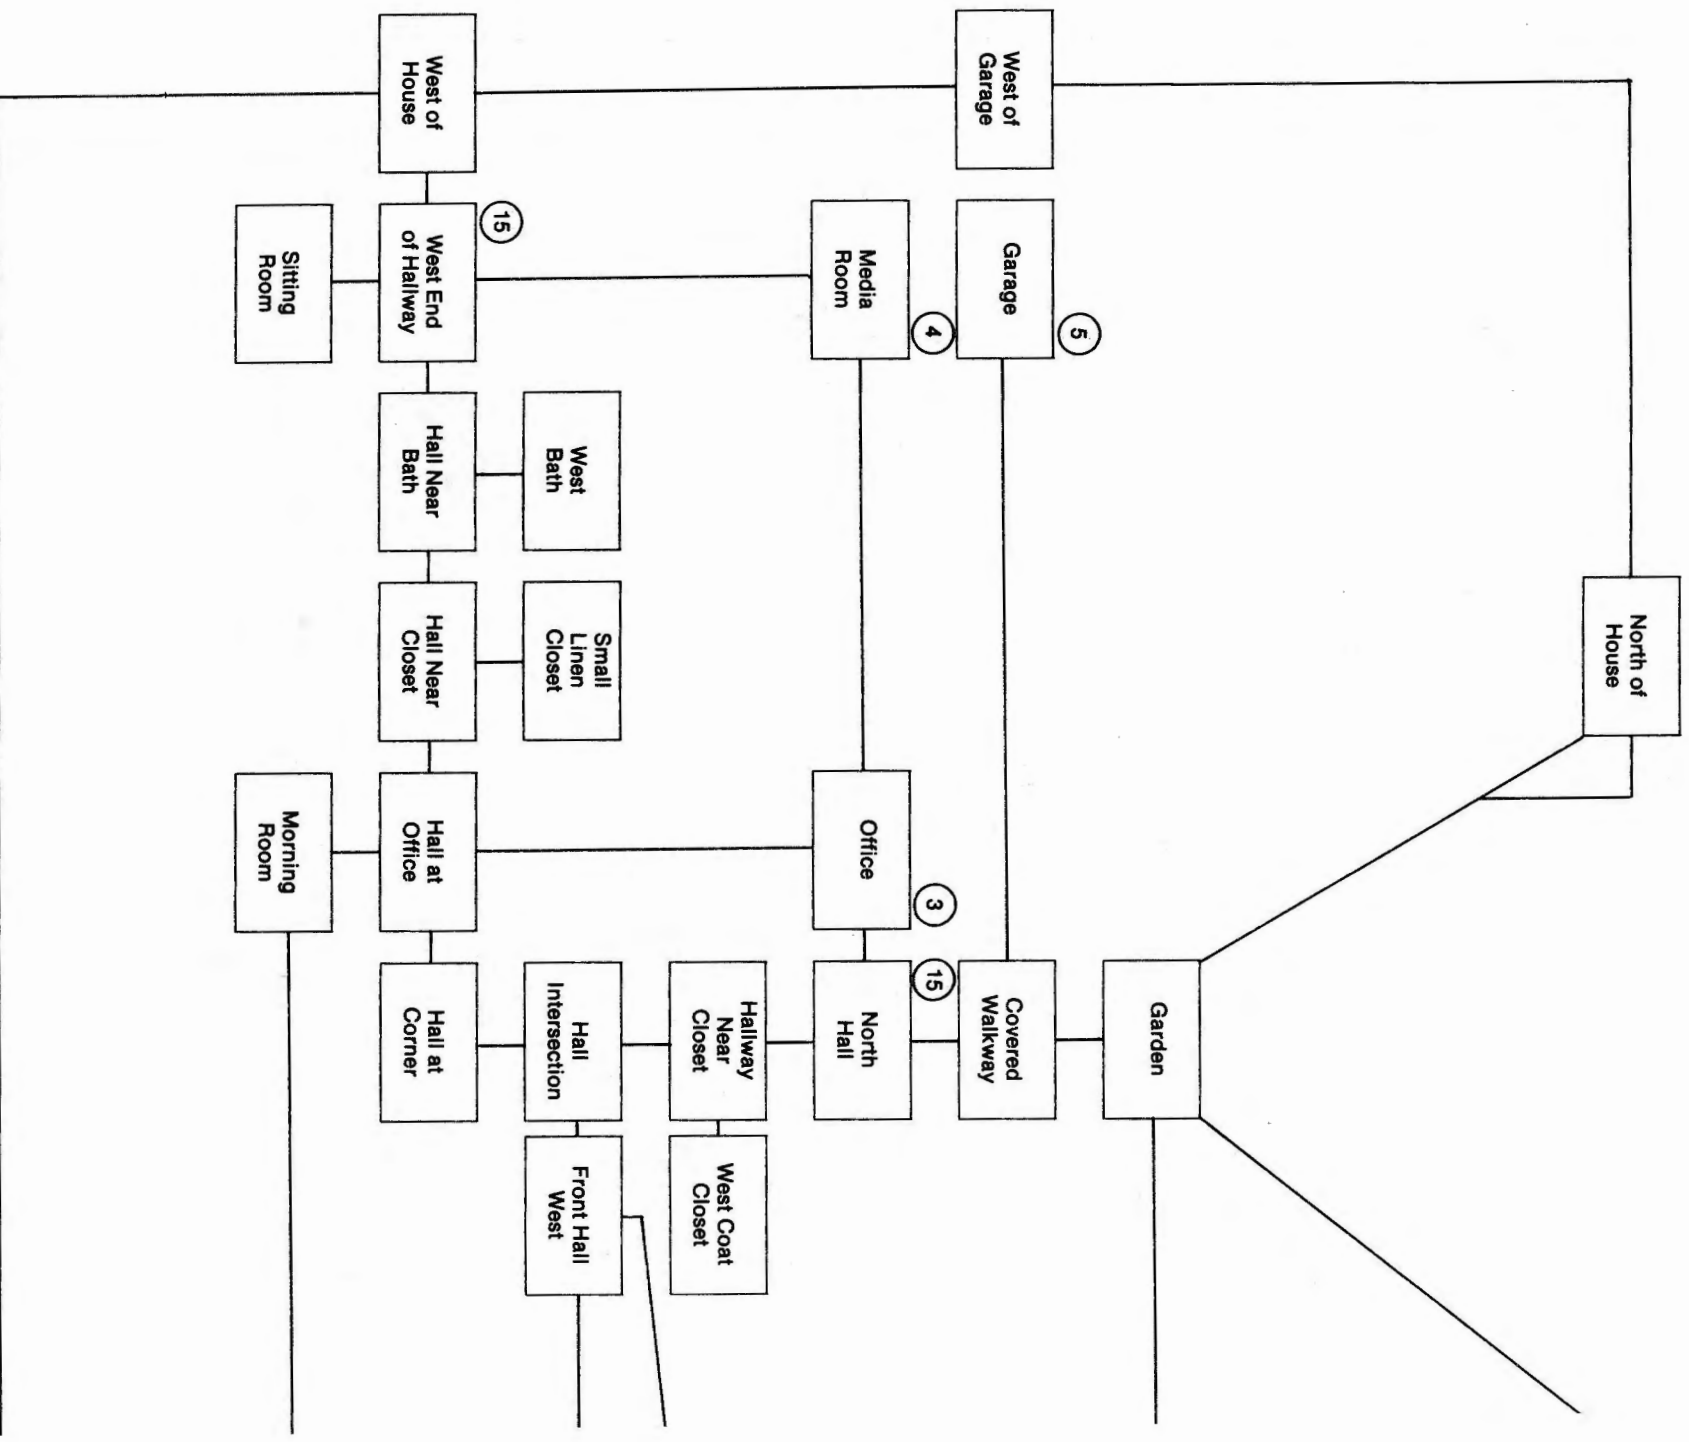 North of
House
Garden
5
West of
Garage
Garage
Covered
Walkway
4
3
15
Media
Room
Office
North
Hall
Hallway
Near
Closet
West Coat
Closet
West
Bath
Small
Linen
Closet
Hall
Intersection
Front Hall
West
15
West of
House
West End
of Hallway
Hall Near
Bath
Hall Near
Closet
Hall at
Office
Hall at
Corner
Sitting
Room
Morning
Room